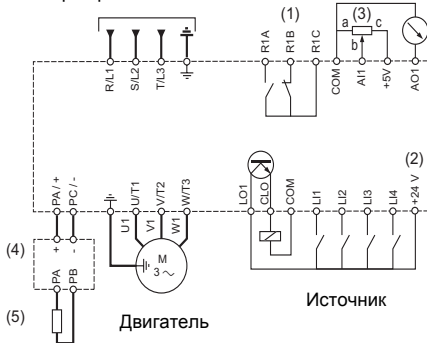 (1)
(3)
R/L1
S/L2
T/L3
R1A
R1B
R1C
COM
AI1
+5V
AO1
a
b
c
(2)
PA / +
PC / -
U/T1
V/T2
W/T3
U1
V1
W1
M
3 ~
LO1
CLO
COM
LI1
LI2
LI3
LI4
+24 V
(4)
+
-
PA
PB
(5)
Двигатель
Источник